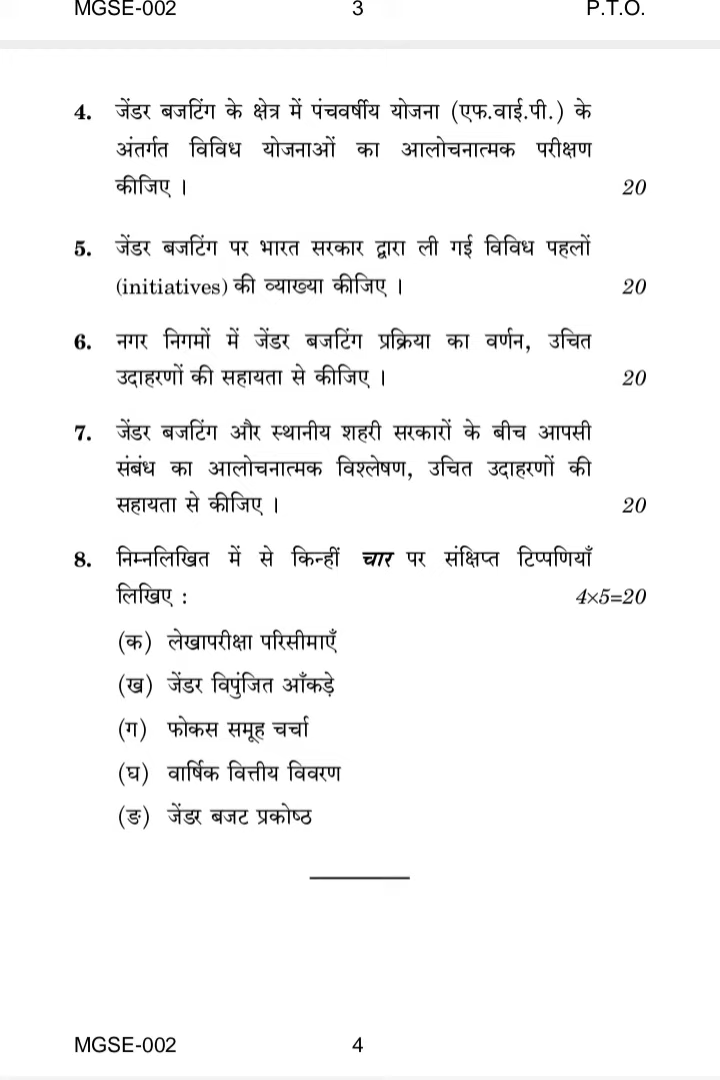 MGSE-002 3 P.T.O.
4. जेंडर बजटिंग के क्षेत्र में पंचवर्षीय योजना (एफ.वाई.पी.) के
अंतर्गत विविध योजनाओं का आलोचनात्मक परीक्षण
कीजिए । 20
5. जेंडर बजटिंग पर भारत सरकार द्वारा ली गई विविध पहलों
(initiatives) की व्याख्या कीजिए । 20
6. नगर निगमों में जेंडर बजटिंग प्रक्रिया का वर्णन, उचित
उदाहरणों की सहायता से कीजिए । 20
7. जेंडर बजटिंग और स्थानीय शहरी सरकारों के बीच आपसी
संबंध का आलोचनात्मक विश्लेषण, उचित उदाहरणों की
सहायता से कीजिए । 20
8. निम्नलिखित में से किन्हीं चार पर संक्षिप्त टिप्पणियाँ
लिखिए : 4×5=20
(क) लेखापरीक्षा परिसीमाएँ
(ख) जेंडर विपुंजित आँकड़े
(ग) फोकस समूह चर्चा
(घ) वार्षिक वित्तीय विवरण
(ङ) जेंडर बजट प्रकोष्ठ
MGSE-002 4